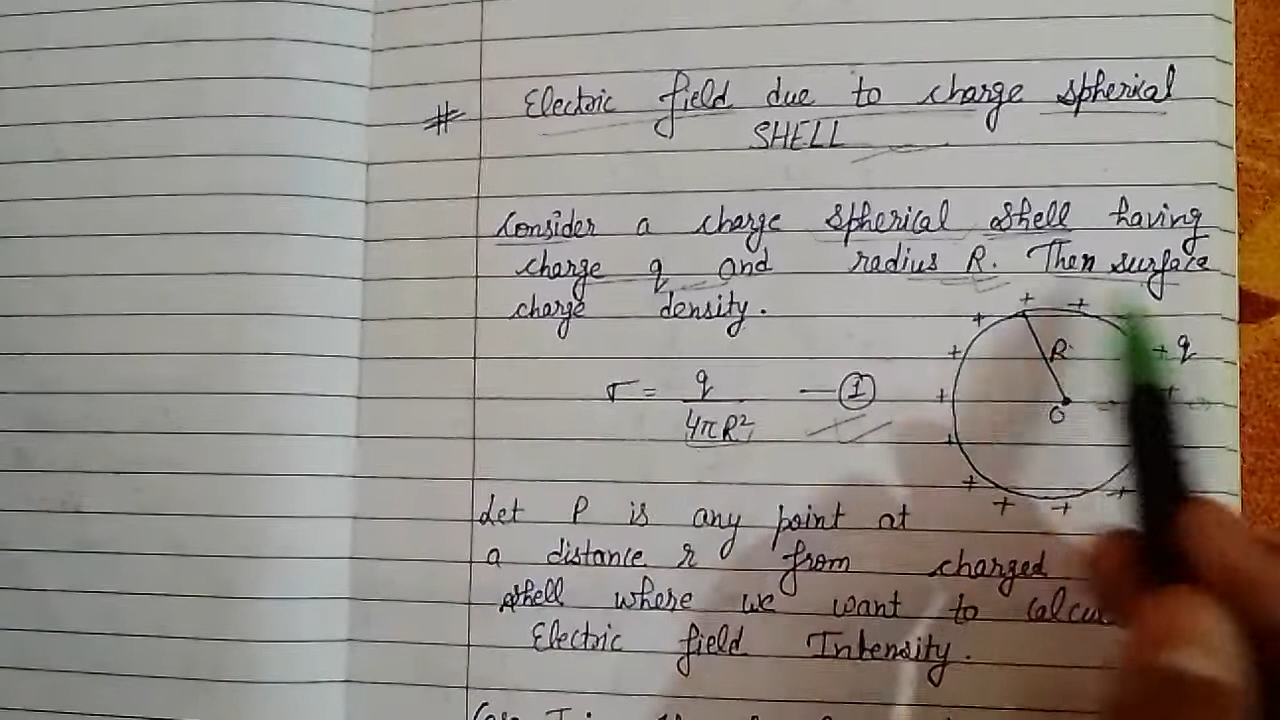 # Electric field due to charge spherical
SHELL
Consider a charge spherical shell having
charge q and radius R. Then surface
charge density.
σ = q / 4πR² — ①
R
q
O
Let P is any point at
a distance r from charged
shell where we want to
Electric field Intensity.